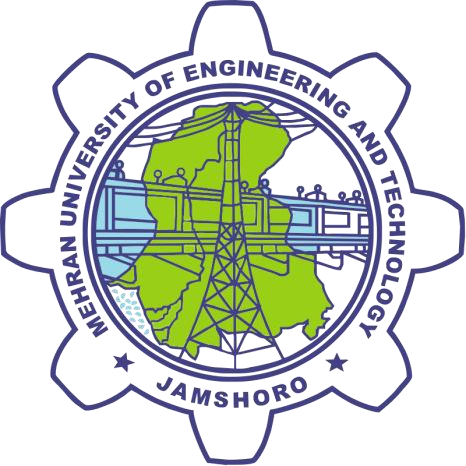 MEHRAN UNIVERSITY OF ENGINEERING AND TECHNOLOGY
JAMSHORO